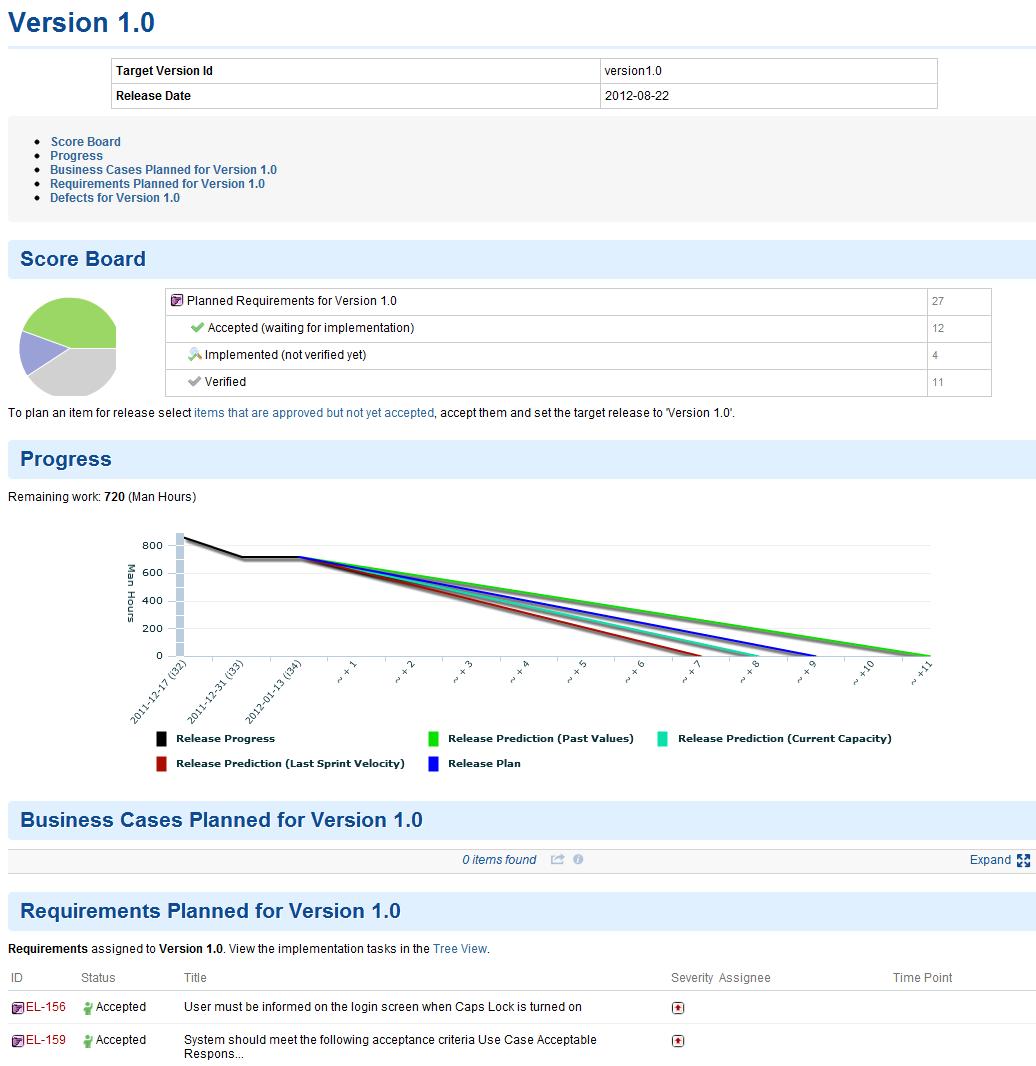 Version 1.0
Target Version Id version1.0
Release Date 2012-08-22
Score Board
Progress
Business Cases Planned for Version 1.0
Requirements Planned for Version 1.0
Defects for Version 1.0
Score Board
Planned Requirements for Version 1.0 27
Accepted (waiting for implementation) 12
Implemented (not verified yet) 4
Verified 11
To plan an item for release select items that are approved but not yet accepted, accept them and set the target release to 'Version 1.0'.
Progress
Remaining work: 720 (Man Hours)
Man Hours
800
600
400
200
0
2011-12-17 (I32)
2011-12-31 (I33)
2012-01-13 (I34)
~ + 1
~ + 2
~ + 3
~ + 4
~ + 5
~ + 6
~ + 7
~ + 8
~ + 9
~ +10
~ +11
Release Progress
Release Prediction (Past Values)
Release Prediction (Current Capacity)
Release Prediction (Last Sprint Velocity)
Release Plan
Business Cases Planned for Version 1.0
0 items found Expand
Requirements Planned for Version 1.0
Requirements assigned to Version 1.0. View the implementation tasks in the Tree View.
ID Status Title Severity Assignee Time Point
EL-156 Accepted User must be informed on the login screen when Caps Lock is turned on
EL-159 Accepted System should meet the following acceptance criteria Use Case Acceptable
Respons...